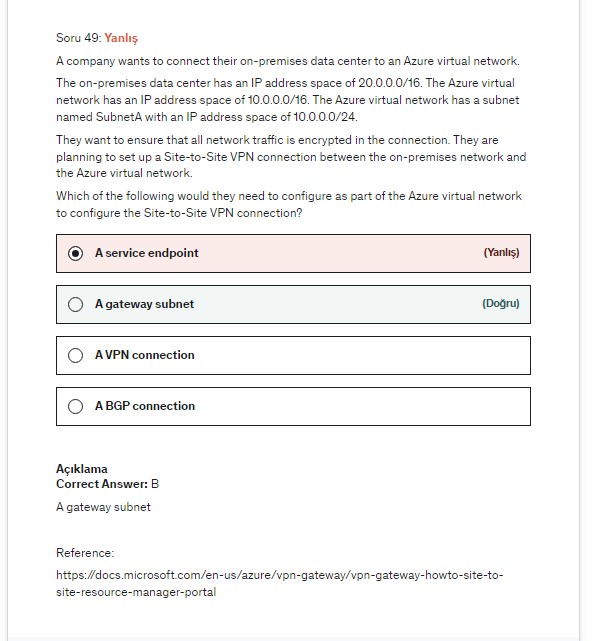 Soru 49: Yanlış
A company wants to connect their on-premises data center to an Azure virtual network.
The on-premises data center has an IP address space of 20.0.0.0/16. The Azure virtual
network has an IP address space of 10.0.0.0/16. The Azure virtual network has a subnet
named SubnetA with an IP address space of 10.0.0.0/24.
They want to ensure that all network traffic is encrypted in the connection. They are
planning to set up a Site-to-Site VPN connection between the on-premises network and
the Azure virtual network.
Which of the following would they need to configure as part of the Azure virtual network
to configure the Site-to-Site VPN connection?
A service endpoint (Yanlış)
A gateway subnet (Doğru)
A VPN connection
A BGP connection
Açıklama
Correct Answer: B
A gateway subnet
Reference:
https://docs.microsoft.com/en-us/azure/vpn-gateway/vpn-gateway-howto-site-to-
site-resource-manager-portal